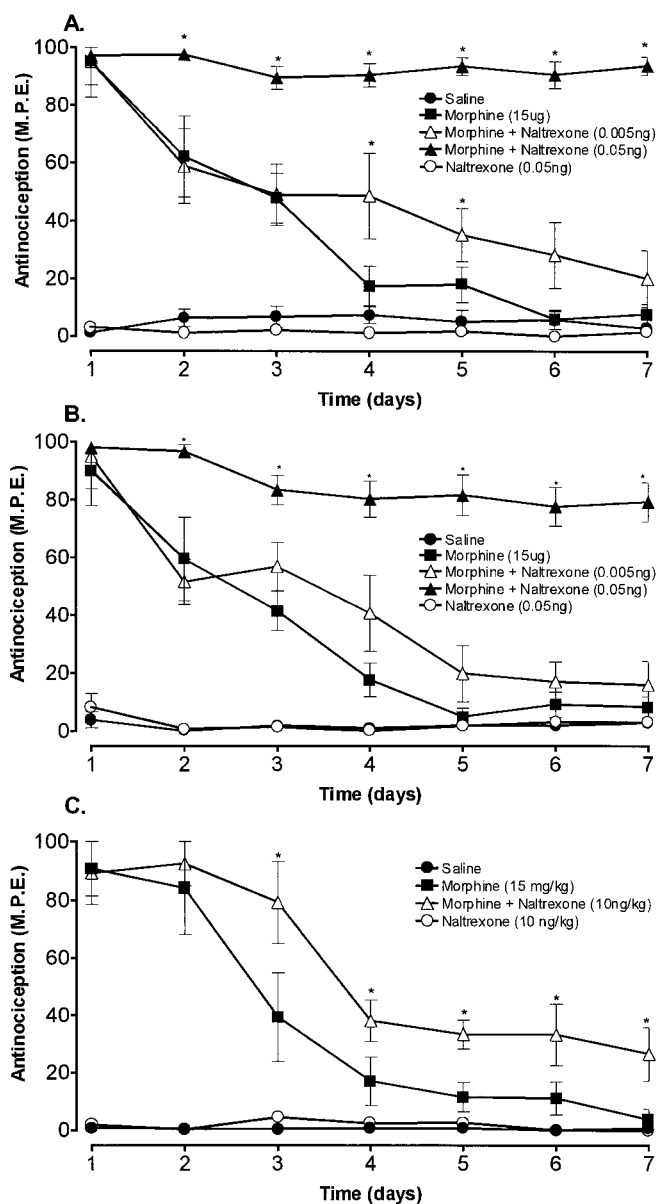 A.
*
*
*
*
*
*
*
*
100
80
60
40
20
0
Antinociception (M.P.E.)
Saline
Morphine (15ug)
Morphine + Naltrexone (0.005ng)
Morphine + Naltrexone (0.05ng)
Naltrexone (0.05ng)
1 2 3 4 5 6 7
Time (days)
B.
*
*
*
*
*
*
100
80
60
40
20
0
Antinociception (M.P.E.)
Saline
Morphine (15ug)
Morphine + Naltrexone (0.005ng)
Morphine + Naltrexone (0.05ng)
Naltrexone (0.05ng)
1 2 3 4 5 6 7
Time (days)
C.
*
*
*
*
*
100
80
60
40
20
0
Antinociception (M.P.E.)
Saline
Morphine (15 mg/kg)
Morphine + Naltrexone (10ng/kg)
Naltrexone (10 ng/kg)
1 2 3 4 5 6 7
Time (days)